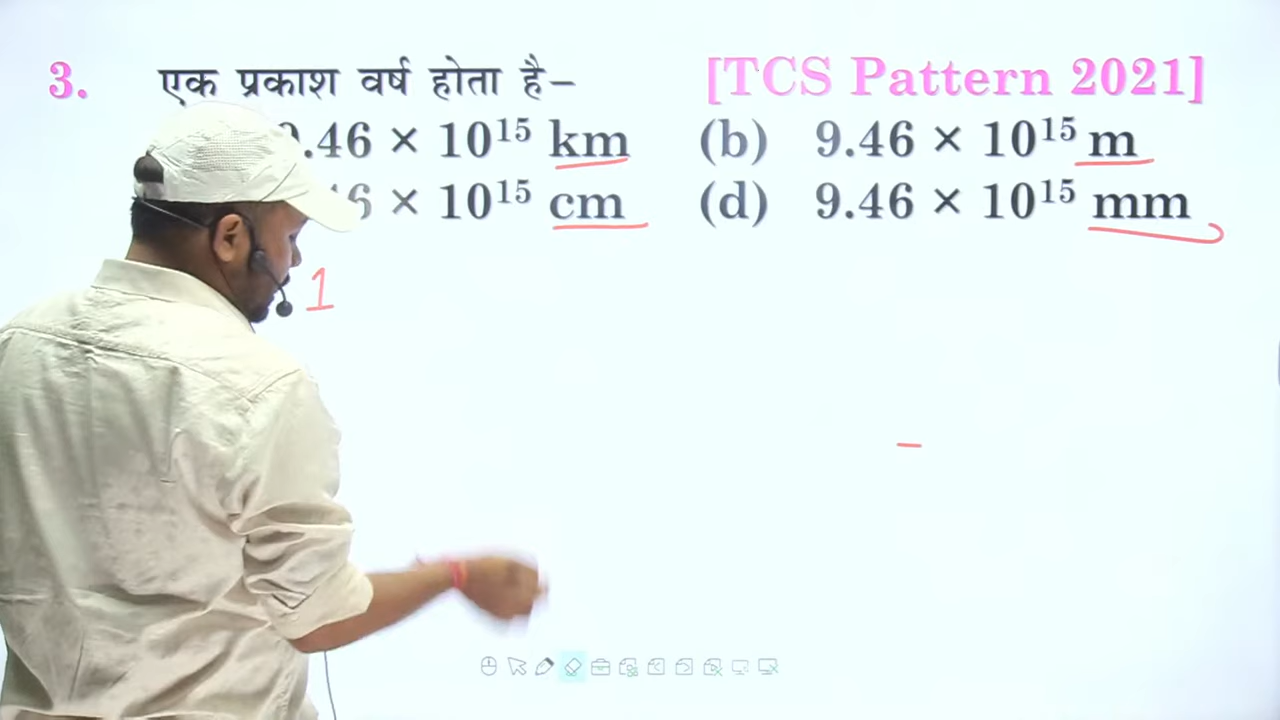 3. एक प्रकाश वर्ष होता है– [TCS Pattern 2021]
.46 × 10¹⁵ km (b) 9.46 × 10¹⁵ m
× 10¹⁵ cm (d) 9.46 × 10¹⁵ mm
1